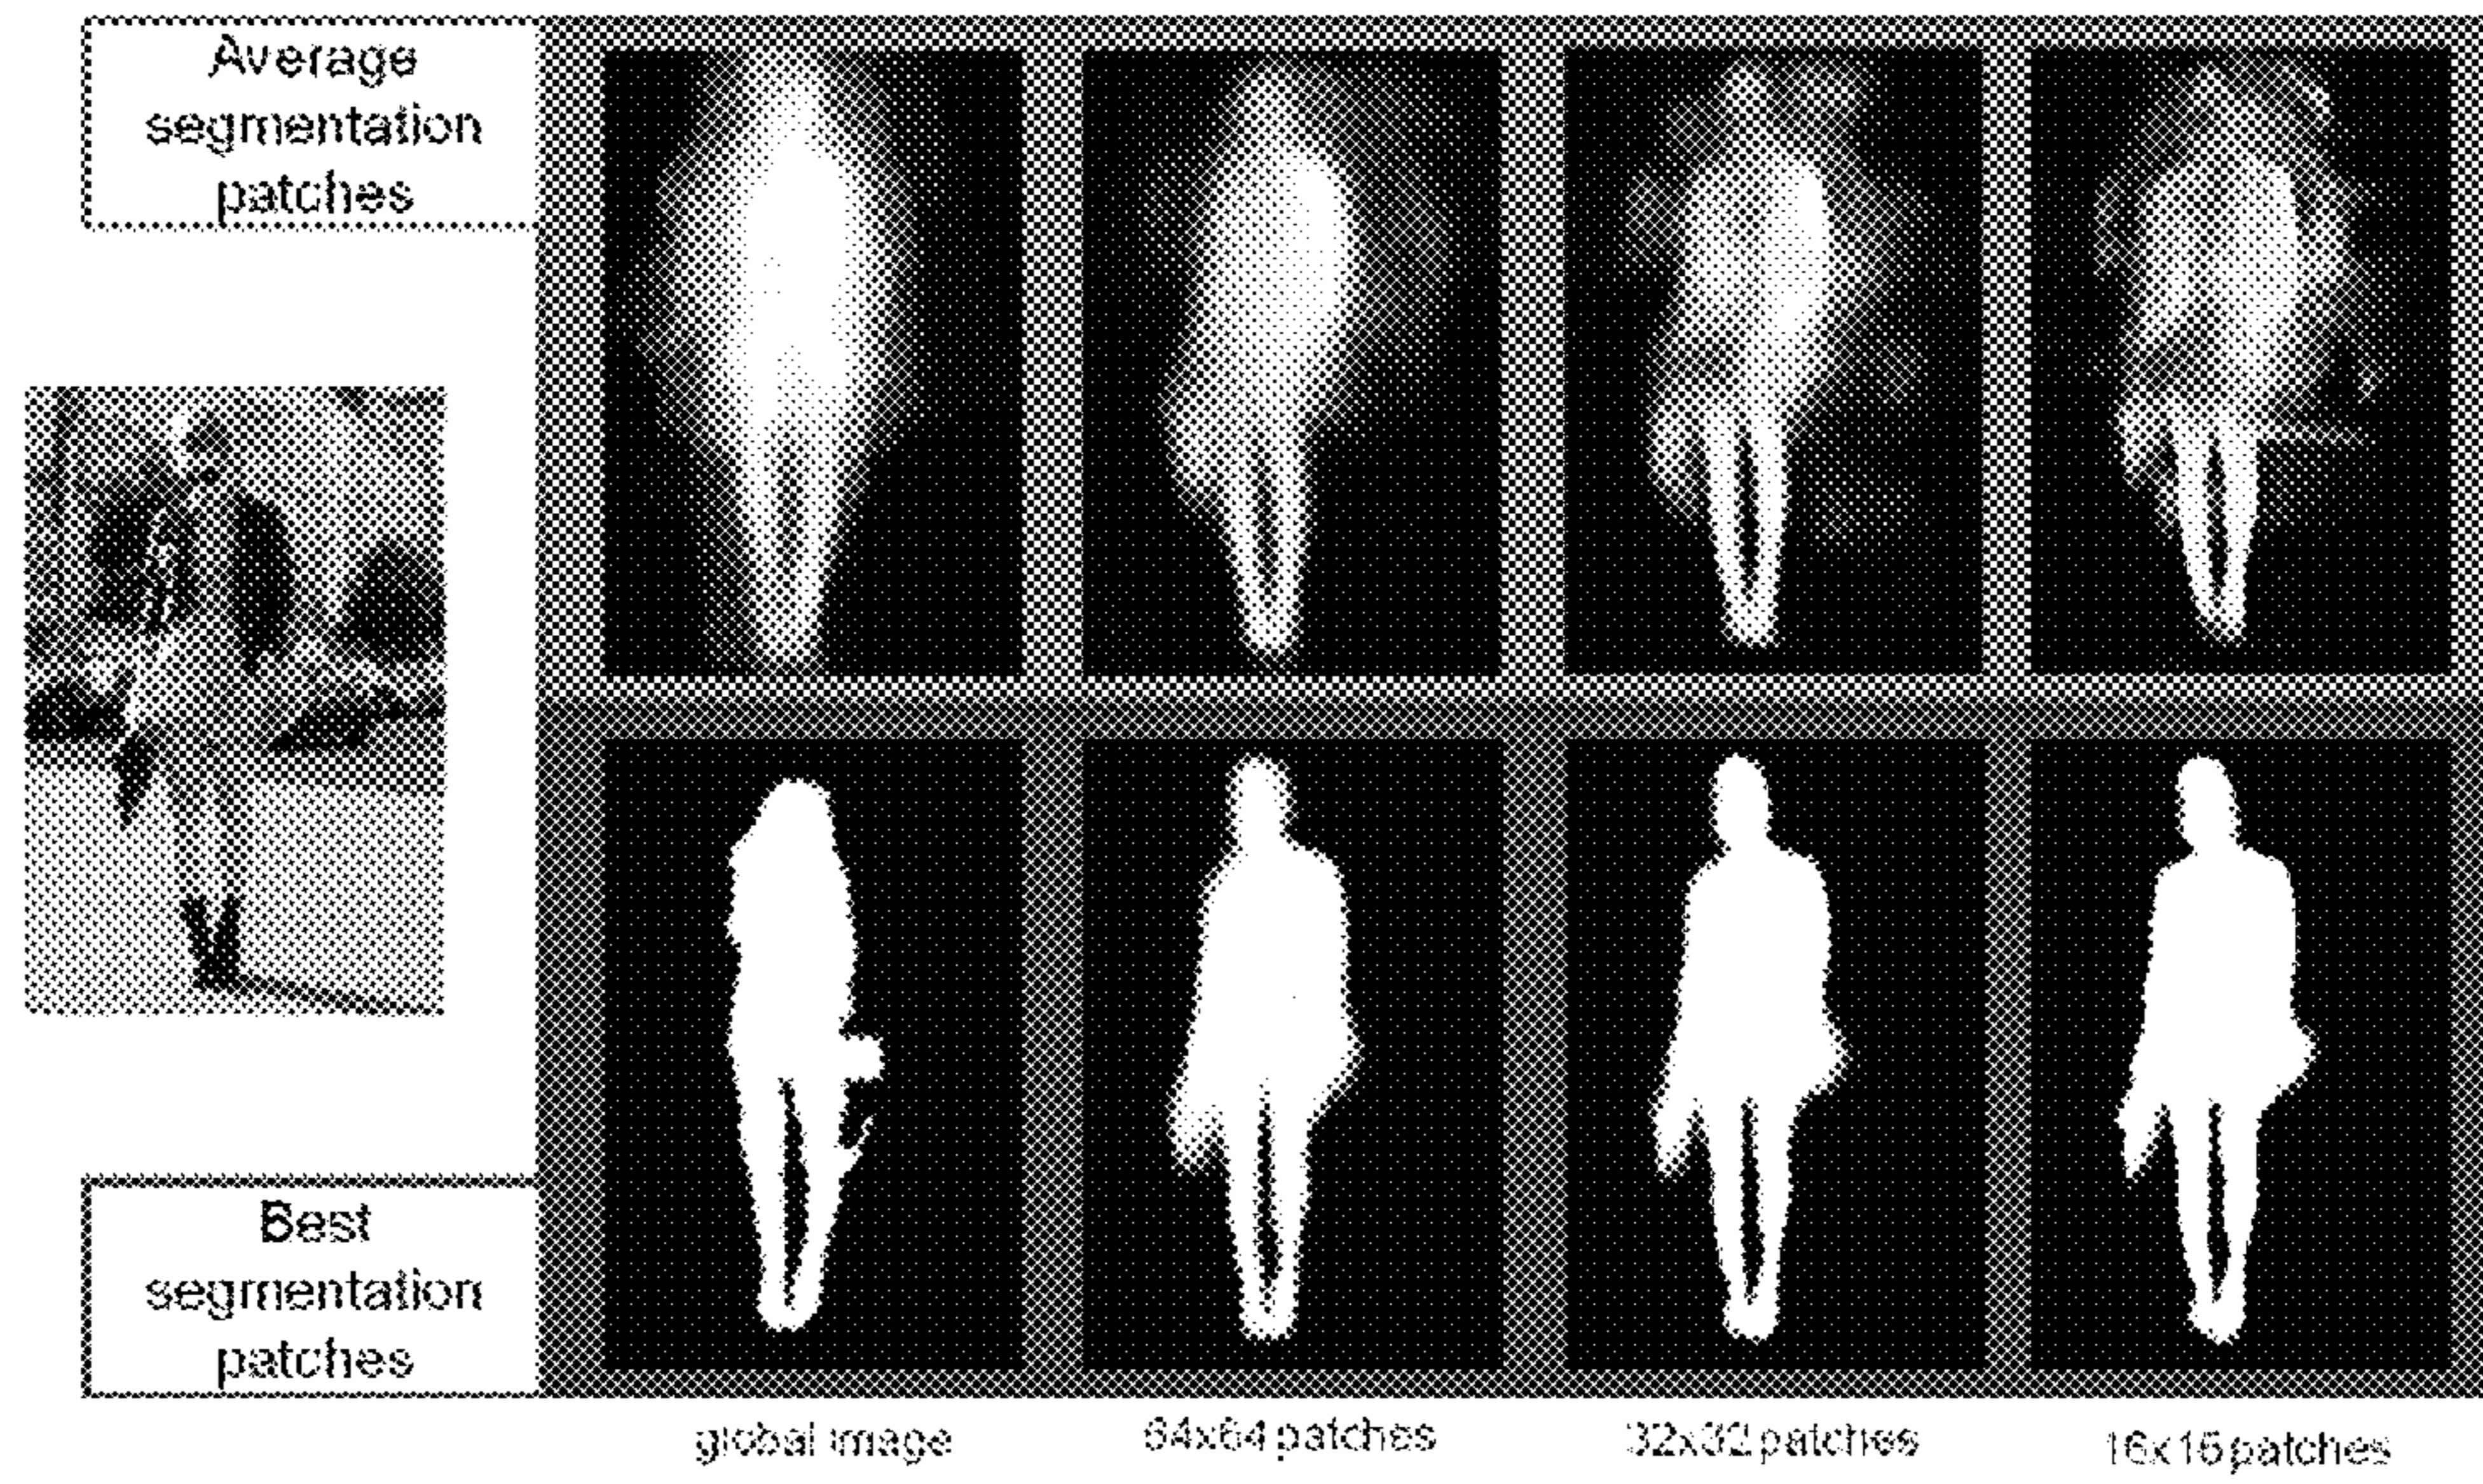 Average
segmentation
patches
Best
segmentation
patches
global image
64x64 patches
32x32 patches
16x16 patches